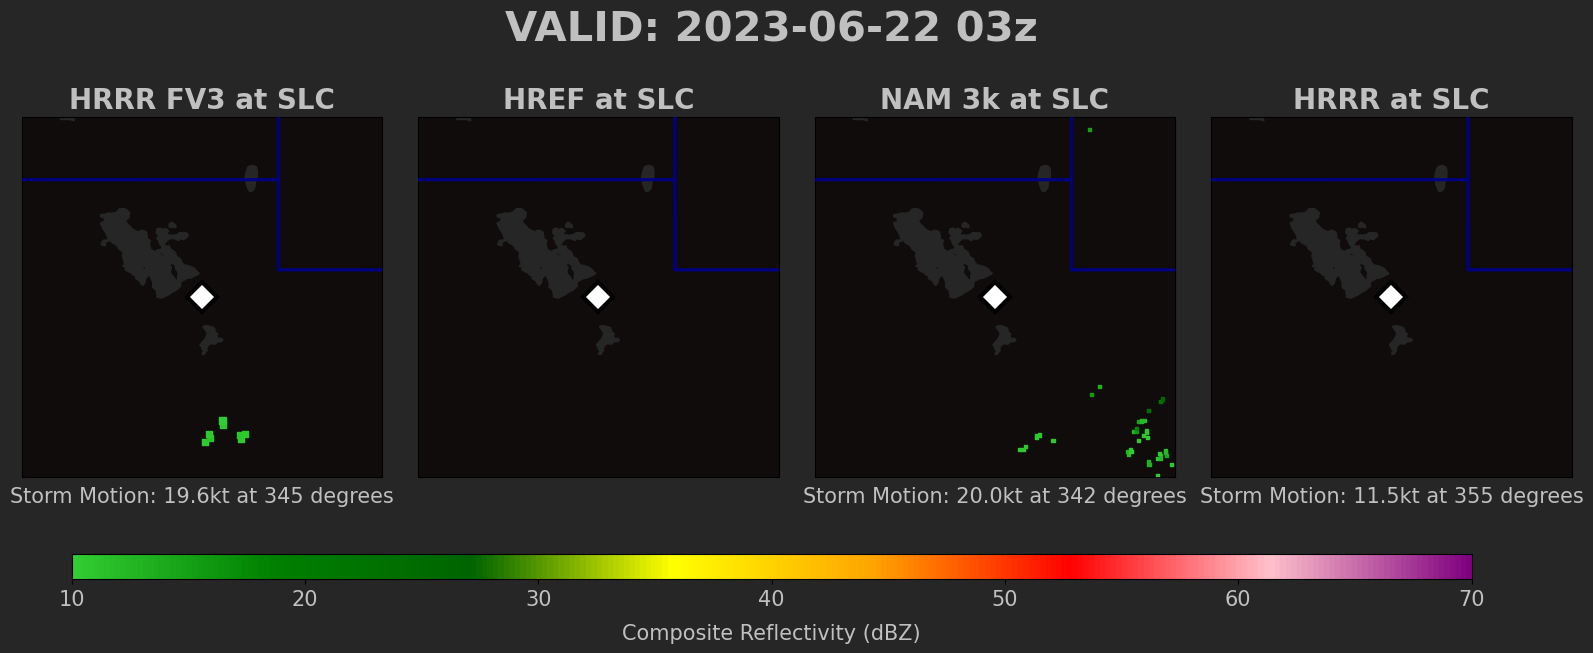 VALID: 2023-06-22 03z
HRRR FV3 at SLC
HREF at SLC
NAM 3k at SLC
HRRR at SLC
Storm Motion: 19.6kt at 345 degrees
Storm Motion: 20.0kt at 342 degrees
Storm Motion: 11.5kt at 355 degrees
10 20 30 40 50 60 70
Composite Reflectivity (dBZ)